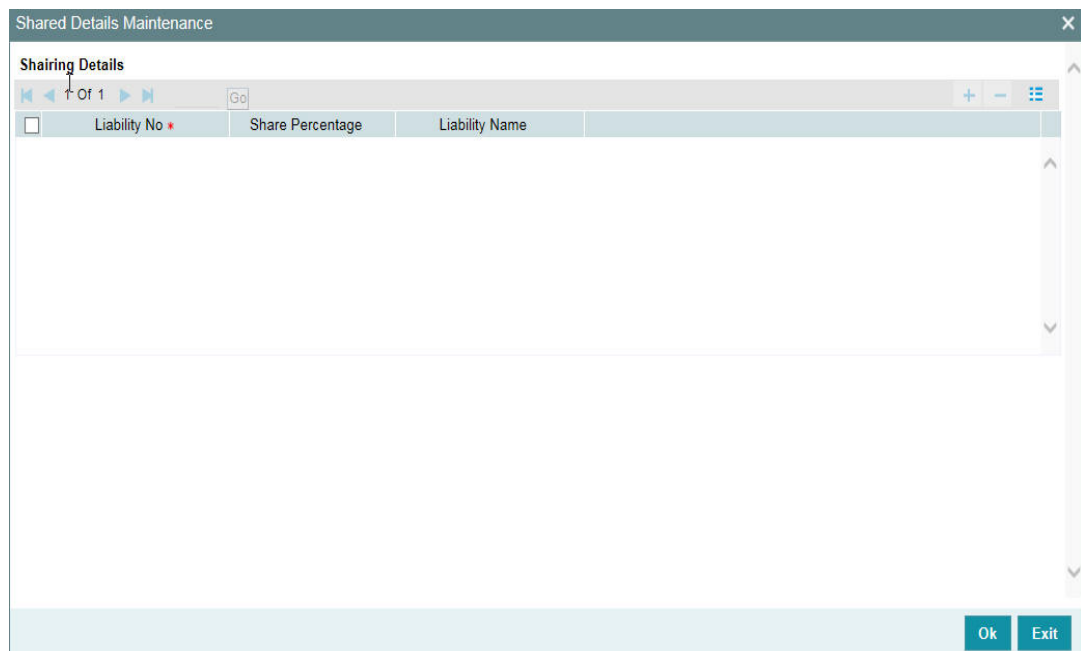 Shared Details Maintenance
Shairing Details
1 Of 1 Go
Liability No * Share Percentage Liability Name
Ok Exit